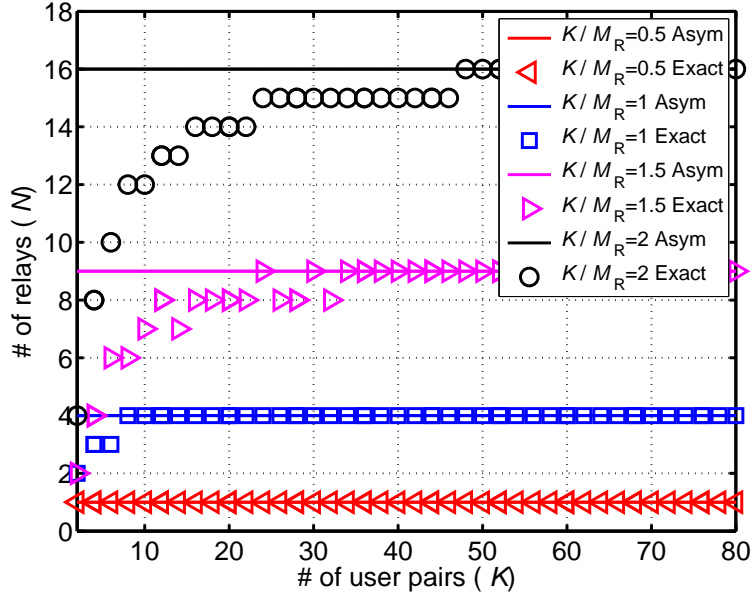 18
16
14
12
10
8
6
4
2
0
# of relays ( N)
K / M_R=0.5 Asym
K / M_R=0.5 Exact
K / M_R=1 Asym
K / M_R=1 Exact
K / M_R=1.5 Asym
K / M_R=1.5 Exact
K / M_R=2 Asym
K / M_R=2 Exact
10 20 30 40 50 60 70 80
# of user pairs ( K)